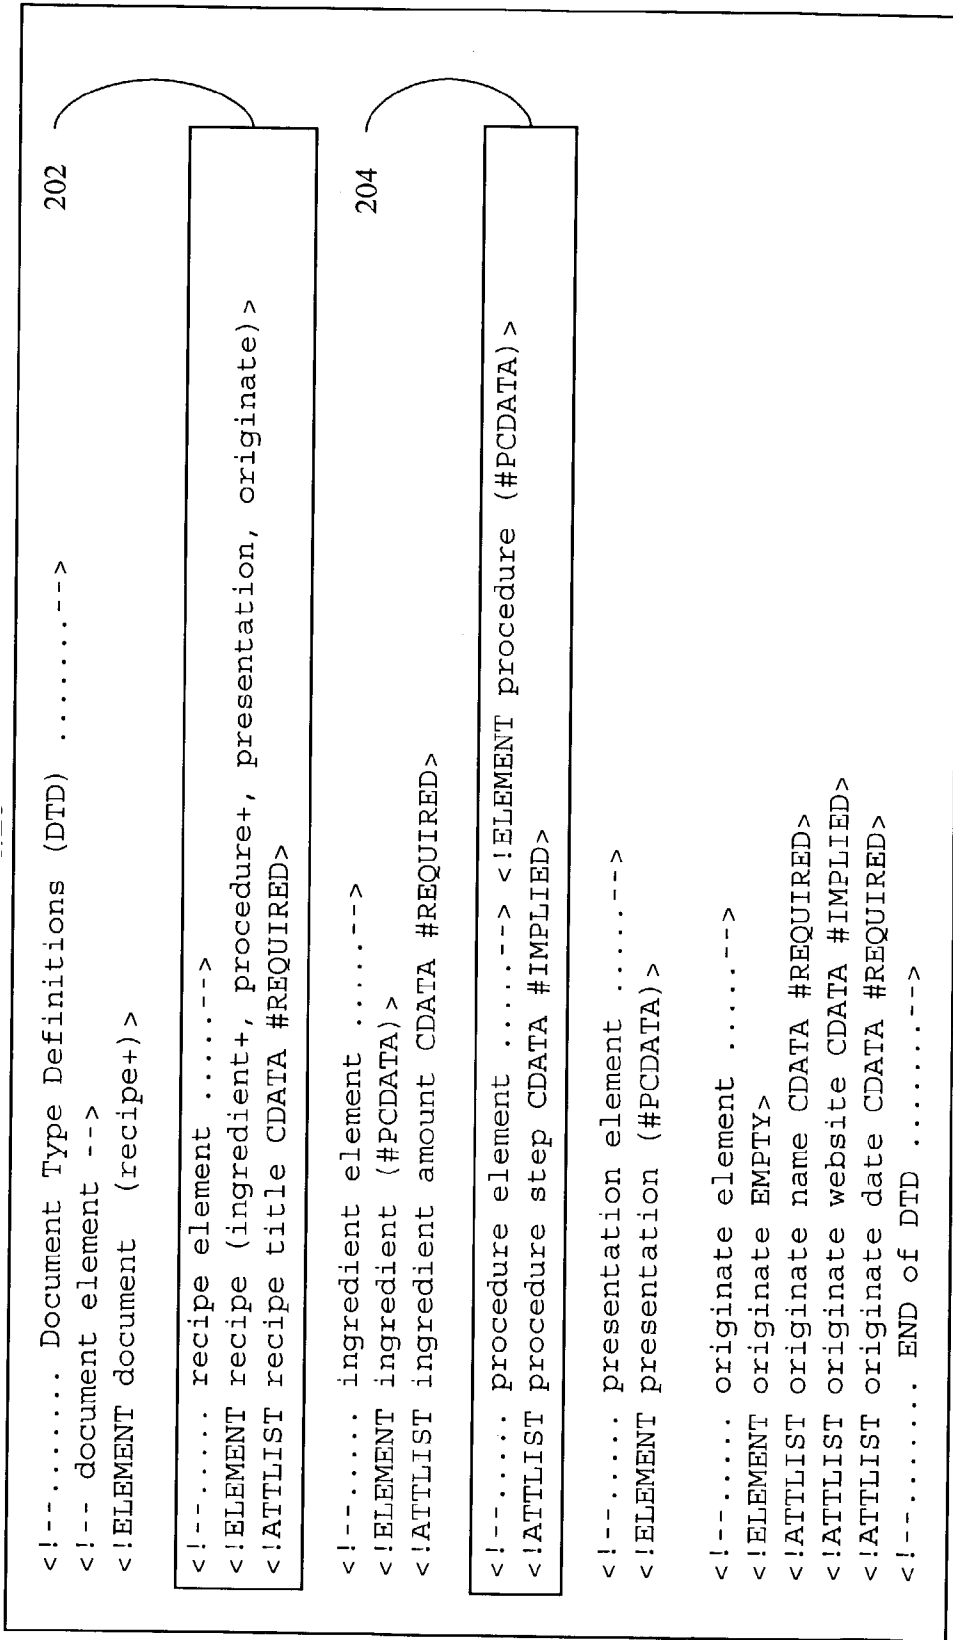 <!--....... Document Type Definitions (DTD) .......-->
<!-- document element -->
<!ELEMENT document (recipe+)>
202
<!--..... recipe element .....-->
<!ELEMENT recipe (ingredient+, procedure+, presentation, originate)>
<!ATTLIST recipe title CDATA #REQUIRED>
<!--..... ingredient element .....-->
<!ELEMENT ingredient (#PCDATA)>
<!ATTLIST ingredient amount CDATA #REQUIRED>
204
<!--..... procedure element .....--> <!ELEMENT procedure (#PCDATA)>
<!ATTLIST procedure step CDATA #IMPLIED>
<!--..... presentation element .....-->
<!ELEMENT presentation (#PCDATA)>
<!--..... originate element .....-->
<!ELEMENT originate EMPTY>
<!ATTLIST originate name CDATA #REQUIRED>
<!ATTLIST originate website CDATA #IMPLIED>
<!ATTLIST originate date CDATA #REQUIRED>
<!--....... END of DTD .......-->